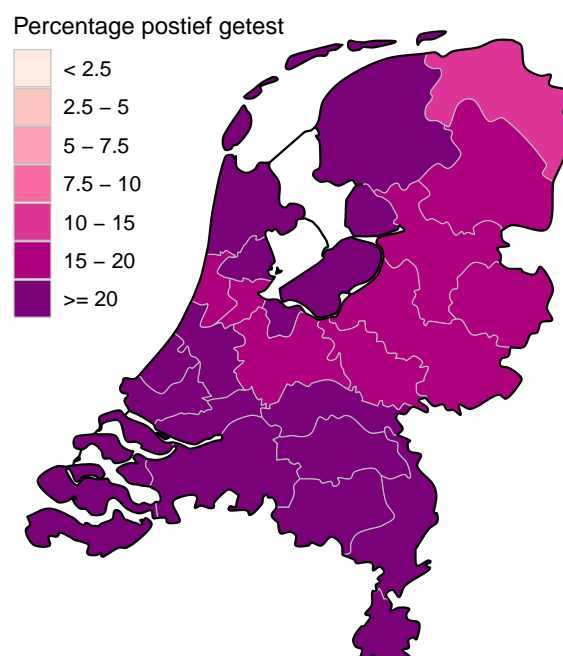 Percentage postief getest
< 2.5
2.5 – 5
5 – 7.5
7.5 – 10
10 – 15
15 – 20
>= 20